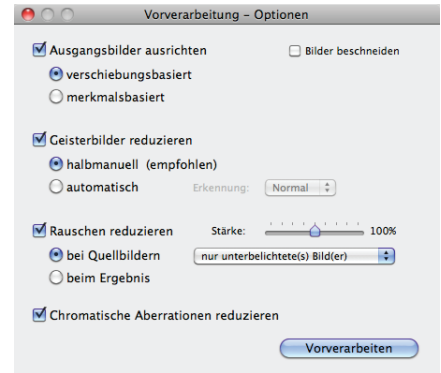 Vorverarbeitung – Optionen
Ausgangsbilder ausrichten Bilder beschneiden
verschiebungsbasiert
merkmalsbasiert
Geisterbilder reduzieren
halbmanuell (empfohlen)
automatisch Erkennung: Normal
Rauschen reduzieren Stärke: 100%
bei Quellbildern nur unterbelichtete(s) Bild(er)
beim Ergebnis
Chromatische Aberrationen reduzieren
Vorverarbeiten